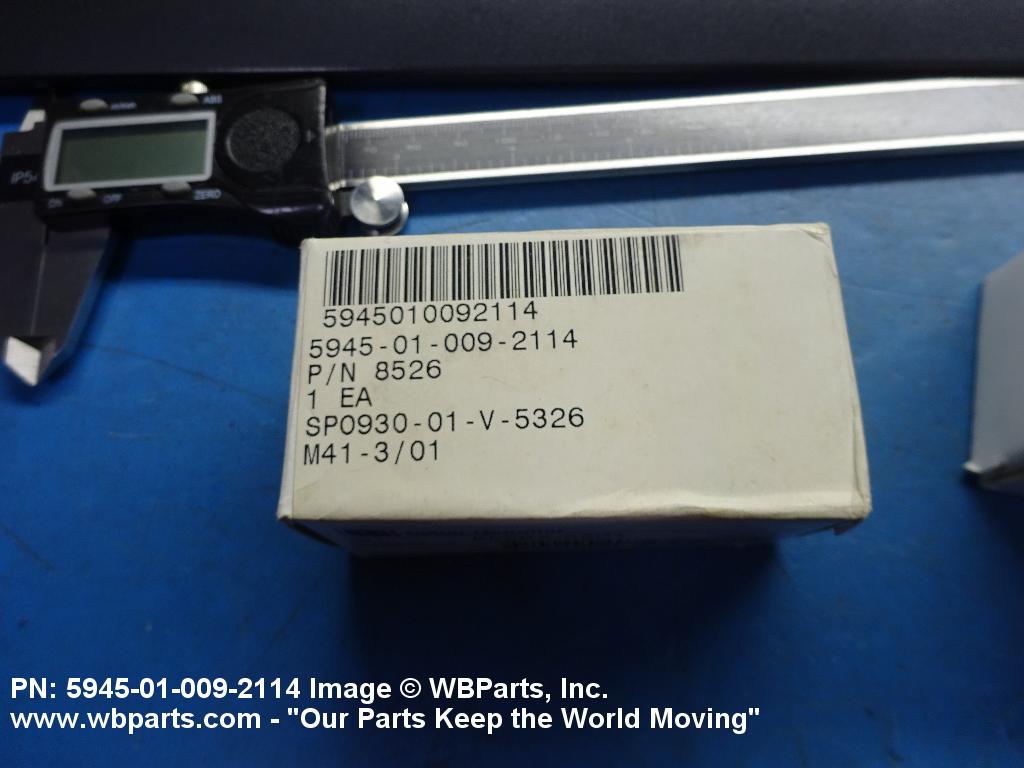 ABS
IP54
ON
OFF
ZERO
5945010092114
5945-01-009-2114
P/N 8526
1 EA
SP0930-01-V-5326
M41-3/01
PN: 5945-01-009-2114 Image © WBParts, Inc.
www.wbparts.com - "Our Parts Keep the World Moving"